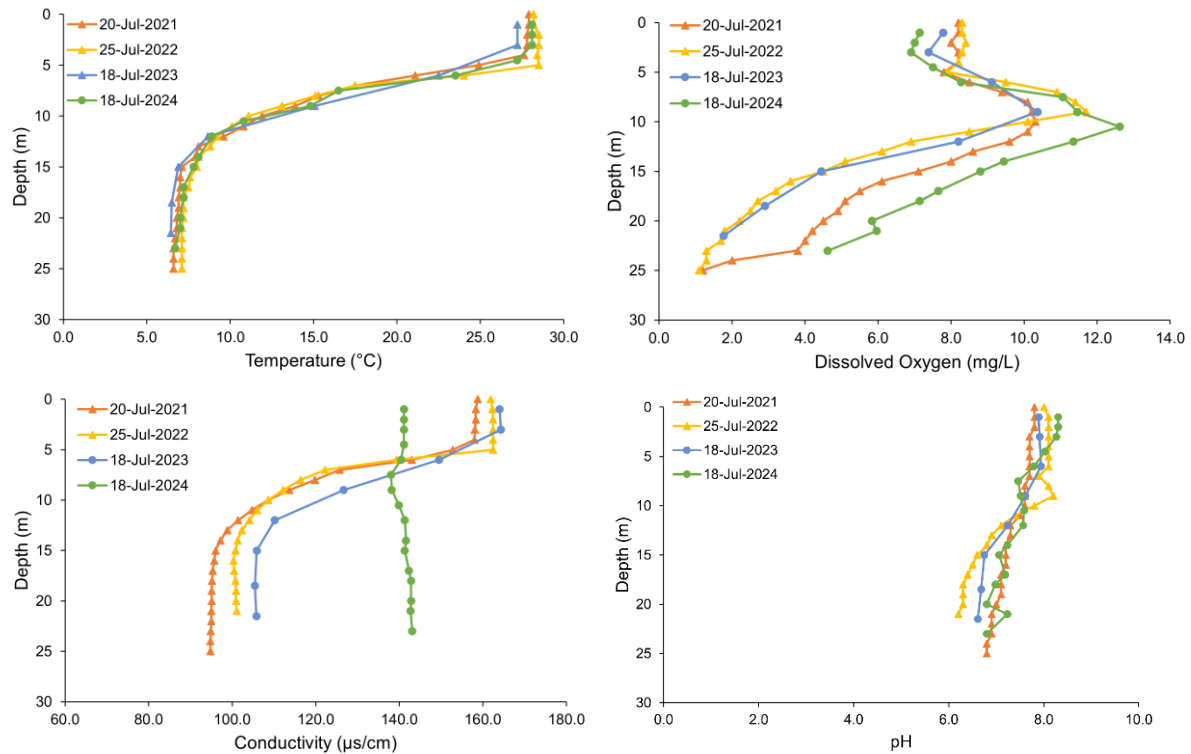 0
5
10
15
20
25
30
Depth (m)
20-Jul-2021
25-Jul-2022
18-Jul-2023
18-Jul-2024
0.0 5.0 10.0 15.0 20.0 25.0 30.0
Temperature (°C)
0
5
10
15
20
25
30
Depth (m)
20-Jul-2021
25-Jul-2022
18-Jul-2023
18-Jul-2024
0.0 2.0 4.0 6.0 8.0 10.0 12.0 14.0
Dissolved Oxygen (mg/L)
0
5
10
15
20
25
30
Depth (m)
20-Jul-2021
25-Jul-2022
18-Jul-2023
18-Jul-2024
60.0 80.0 100.0 120.0 140.0 160.0 180.0
Conductivity (µs/cm)
0
5
10
15
20
25
30
Depth (m)
20-Jul-2021
25-Jul-2022
18-Jul-2023
18-Jul-2024
0.0 2.0 4.0 6.0 8.0 10.0
pH